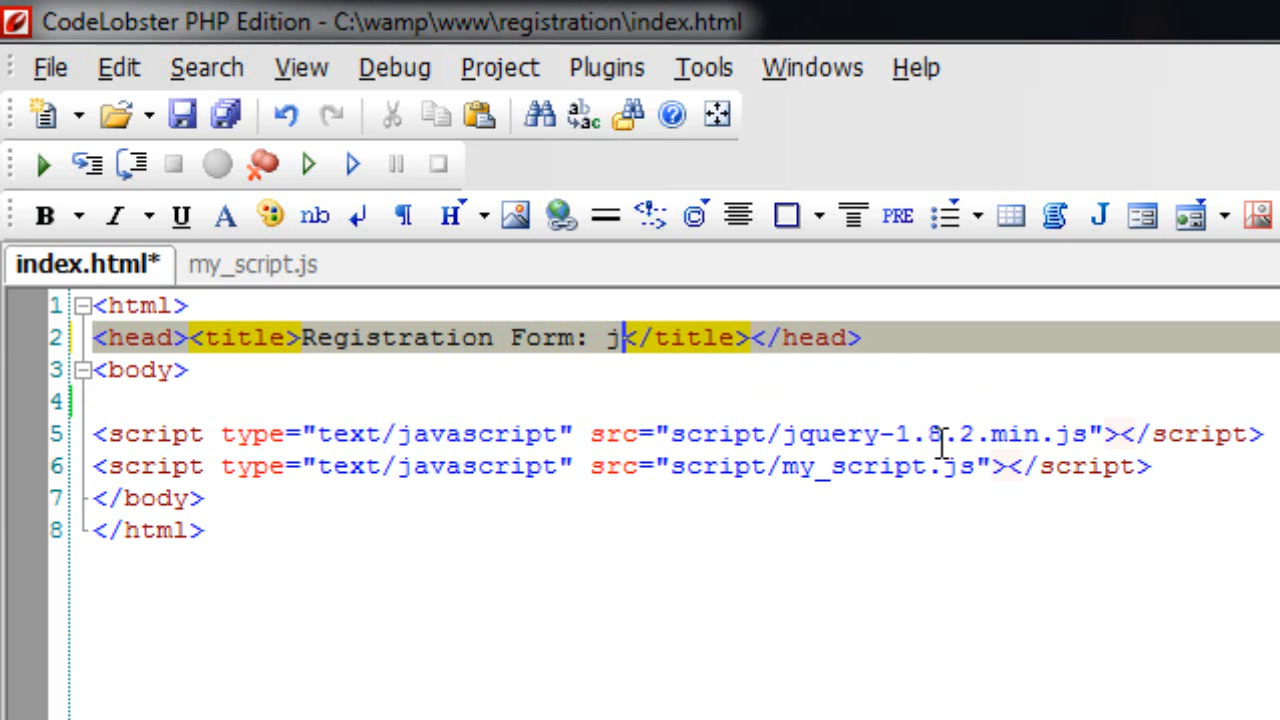 CodeLobster PHP Edition - C:\wamp\www\registration\index.html
File Edit Search View Debug Project Plugins Tools Windows Help
ab ac
B I U A nb H © PRE J
index.html* my_script.js
1 <html>
2 <head><title>Registration Form: j</title></head>
3 <body>
4
5 <script type="text/javascript" src="script/jquery-1.8.2.min.js"></script>
6 <script type="text/javascript" src="script/my_script.js"></script>
7 </body>
8 </html>